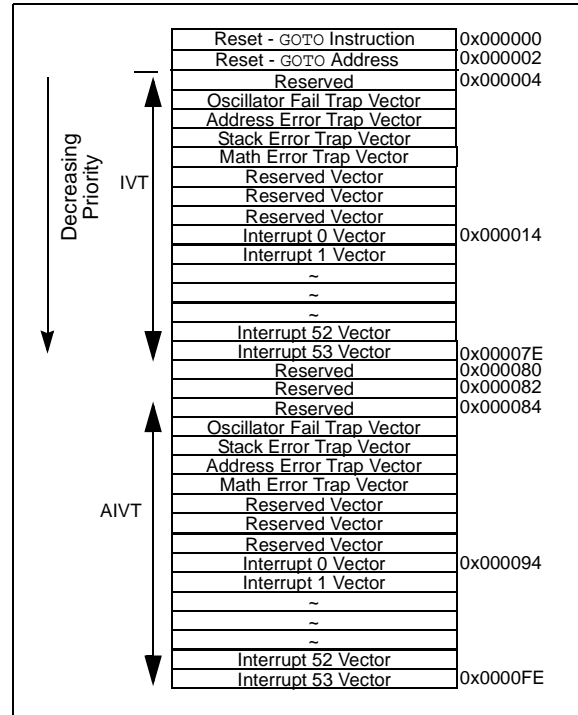 Reset - GOTO Instruction 0x000000
Reset - GOTO Address 0x000002
Reserved 0x000004
Oscillator Fail Trap Vector
Address Error Trap Vector
Stack Error Trap Vector
Math Error Trap Vector
Reserved Vector
Reserved Vector
Reserved Vector
Interrupt 0 Vector 0x000014
Interrupt 1 Vector
~
~
~
Interrupt 52 Vector
Interrupt 53 Vector 0x00007E
Reserved 0x000080
Reserved 0x000082
Reserved 0x000084
Oscillator Fail Trap Vector
Stack Error Trap Vector
Address Error Trap Vector
Math Error Trap Vector
Reserved Vector
Reserved Vector
Reserved Vector
Interrupt 0 Vector 0x000094
Interrupt 1 Vector
~
~
~
Interrupt 52 Vector
Interrupt 53 Vector 0x0000FE
Decreasing
Priority
IVT
AIVT